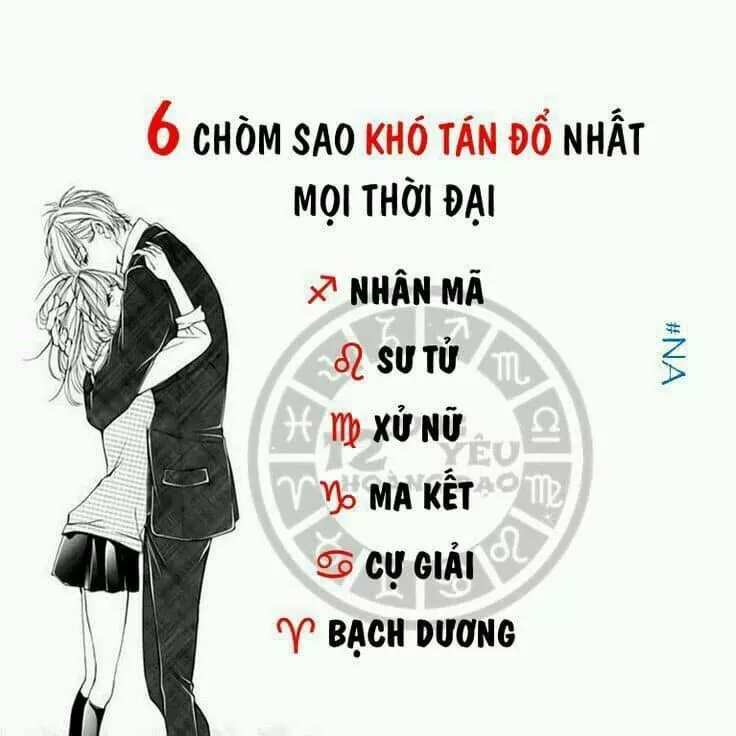 6 CHÒM SAO KHÓ TÁN ĐỔ NHẤT
MỌI THỜI ĐẠI
♐ NHÂN MÃ
♌ SƯ TỬ
♍ XỬ NỮ
♑ MA KẾT
♋ CỰ GIẢI
♈ BẠCH DƯƠNG
#NA
12 YÊU
HOÀNG ĐẠO